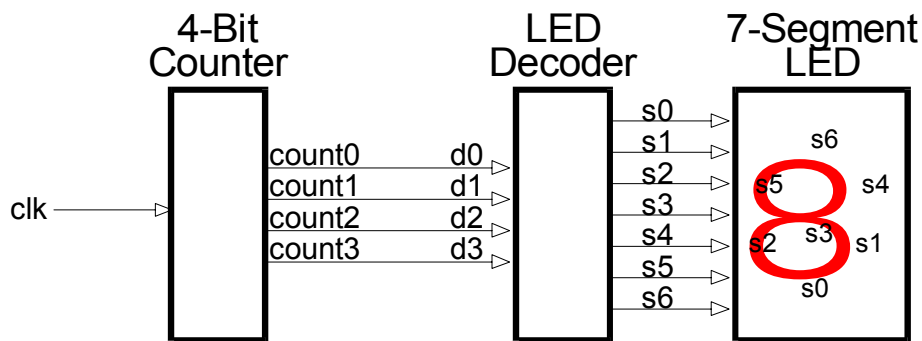 4-Bit
Counter
LED
Decoder
7-Segment
LED
clk
count0
count1
count2
count3
d0
d1
d2
d3
s0
s1
s2
s3
s4
s5
s6
s6
s5
s4
s3
s2
s1
s0